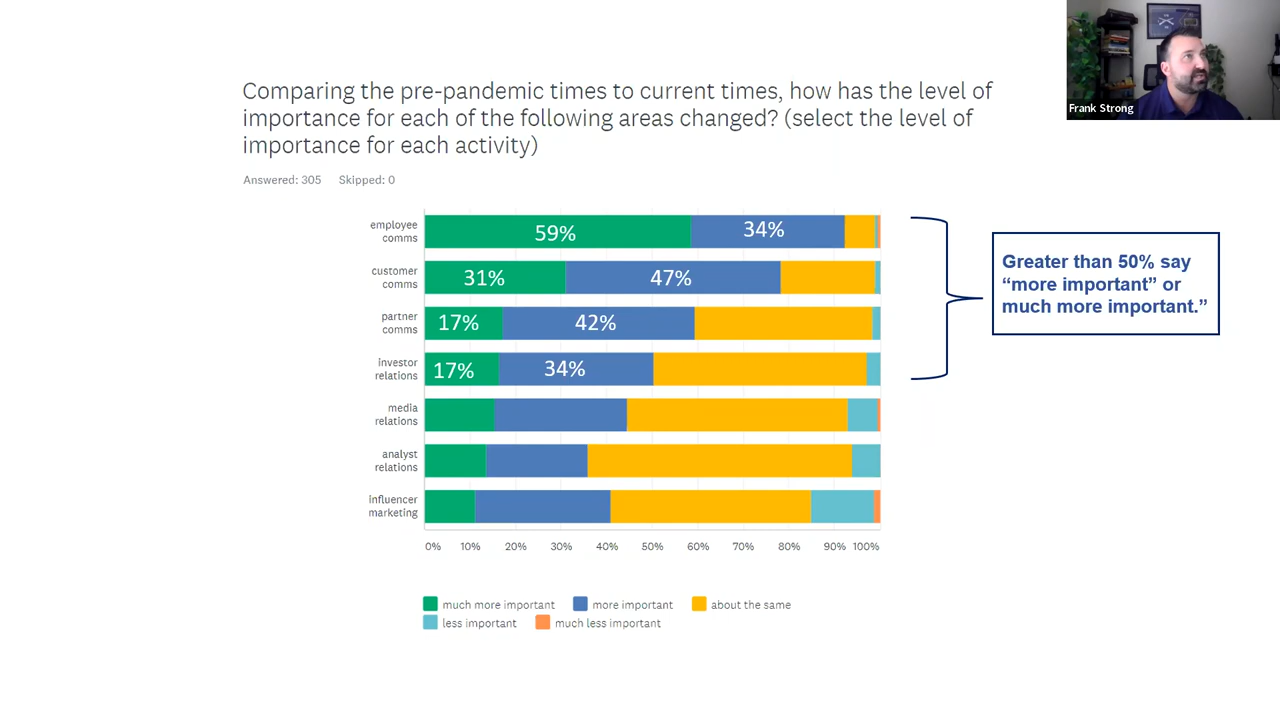 Frank Strong
Comparing the pre-pandemic times to current times, how has the level of
importance for each of the following areas changed? (select the level of
importance for each activity)
Answered: 305 Skipped: 0
employee
comms
59% 34%
customer
comms
31% 47%
partner
comms
17% 42%
investor
relations
17% 34%
media
relations
analyst
relations
influencer
marketing
0% 10% 20% 30% 40% 50% 60% 70% 80% 90% 100%
much more important more important about the same
less important much less important
Greater than 50% say
“more important” or
much more important.”